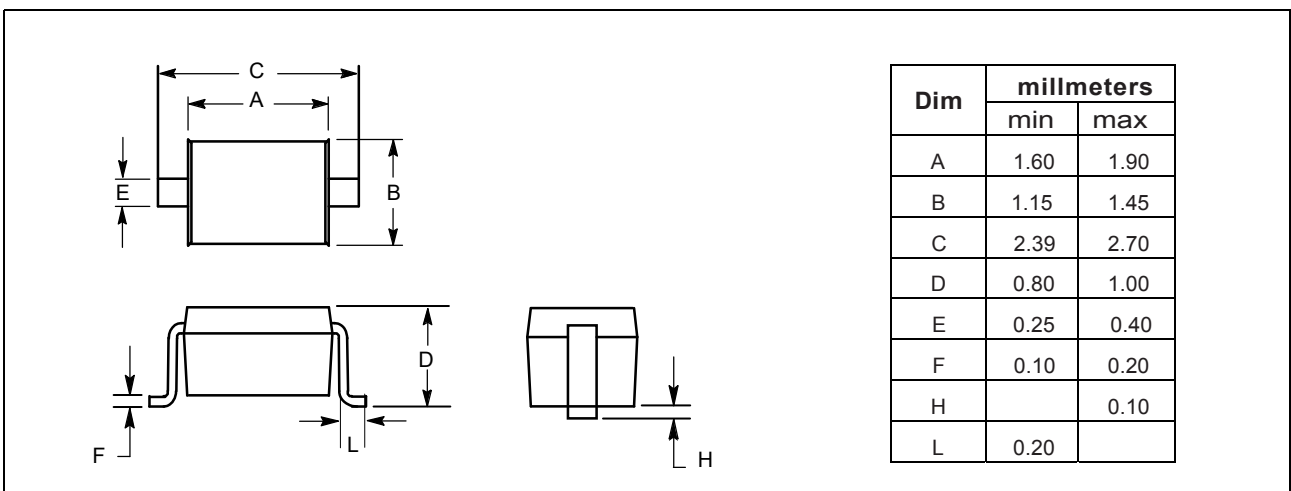 C
A
E
B
D
F
L
H
Dim millmeters
min max
A 1.60 1.90
B 1.15 1.45
C 2.39 2.70
D 0.80 1.00
E 0.25 0.40
F 0.10 0.20
H 0.10
L 0.20